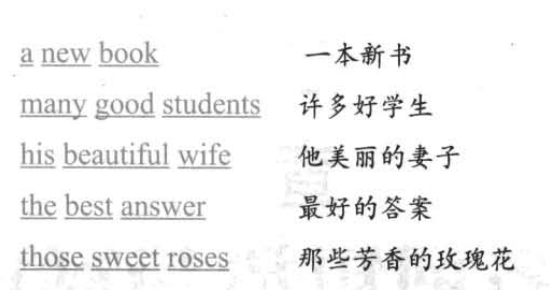 a new book 一本新书
many good students 许多好学生
his beautiful wife 他美丽的妻子
the best answer 最好的答案
those sweet roses 那些芳香的玫瑰花